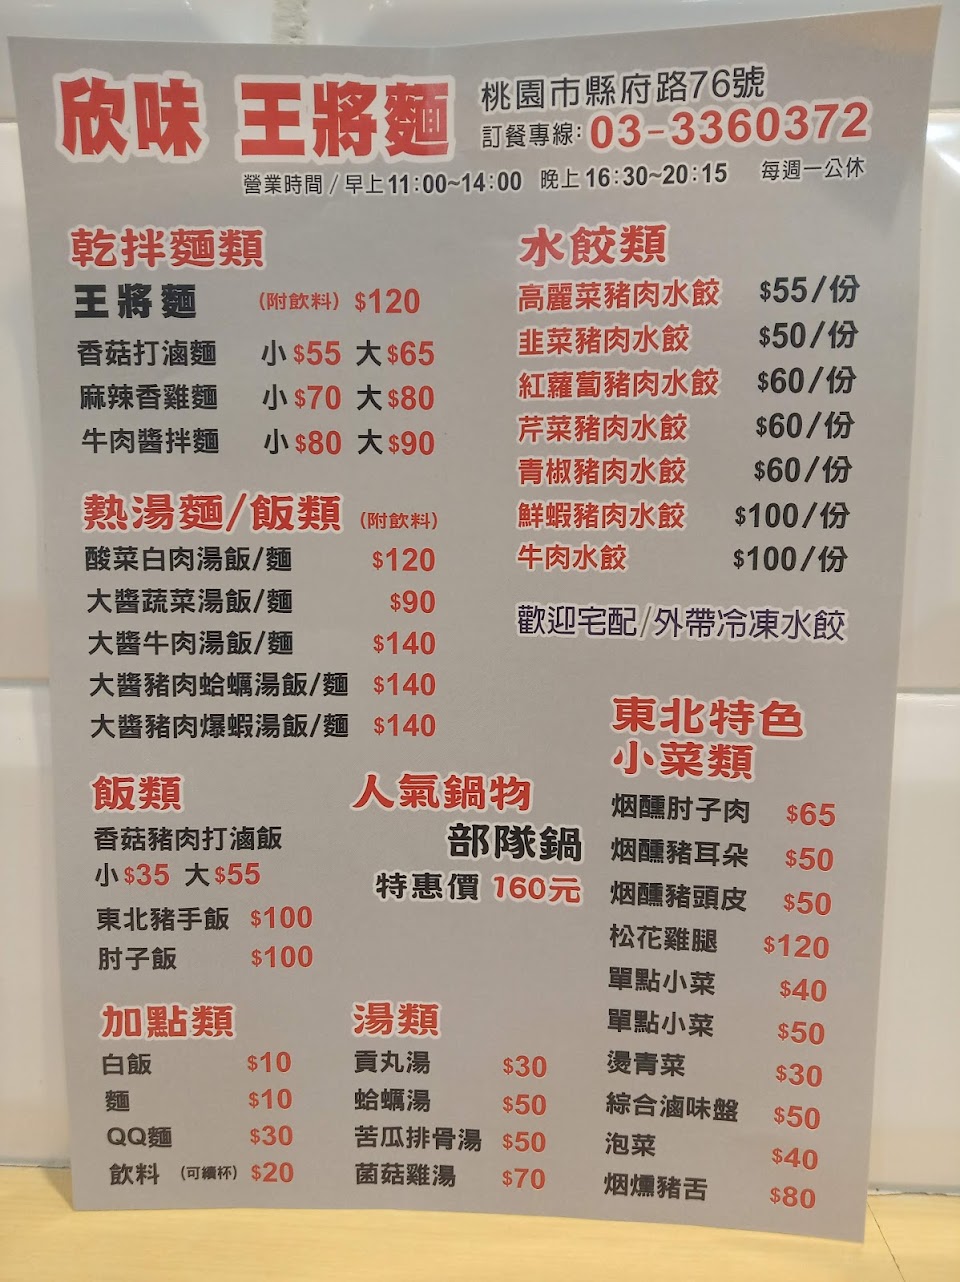 欣味 王將麵
桃園市縣府路76號
訂餐專線: 03-3360372
營業時間 / 早上11:00~14:00 晚上16:30~20:15 每週一公休
乾拌麵類
王將麵 (附飲料) $120
香菇打滷麵 小$55 大$65
麻辣香雞麵 小$70 大$80
牛肉醬拌麵 小$80 大$90
熱湯麵/飯類 (附飲料)
酸菜白肉湯飯/麵 $120
大醬蔬菜湯飯/麵 $90
大醬牛肉湯飯/麵 $140
大醬豬肉蛤蠣湯飯/麵 $140
大醬豬肉爆蝦湯飯/麵 $140
飯類
香菇豬肉打滷飯
小$35 大$55
東北豬手飯 $100
肘子飯 $100
加點類
白飯 $10
麵 $10
QQ麵 $30
飲料 (可續杯) $20
人氣鍋物
部隊鍋
特惠價 160元
湯類
貢丸湯 $30
蛤蠣湯 $50
苦瓜排骨湯 $50
菌菇雞湯 $70
水餃類
高麗菜豬肉水餃 $55/份
韭菜豬肉水餃 $50/份
紅蘿蔔豬肉水餃 $60/份
芹菜豬肉水餃 $60/份
青椒豬肉水餃 $60/份
鮮蝦豬肉水餃 $100/份
牛肉水餃 $100/份
歡迎宅配/外帶冷凍水餃
東北特色
小菜類
烟醺肘子肉 $65
烟醺豬耳朵 $50
烟醺豬頭皮 $50
松花雞腿 $120
單點小菜 $40
單點小菜 $50
燙青菜 $30
綜合滷味盤 $50
泡菜 $40
烟燻豬舌 $80